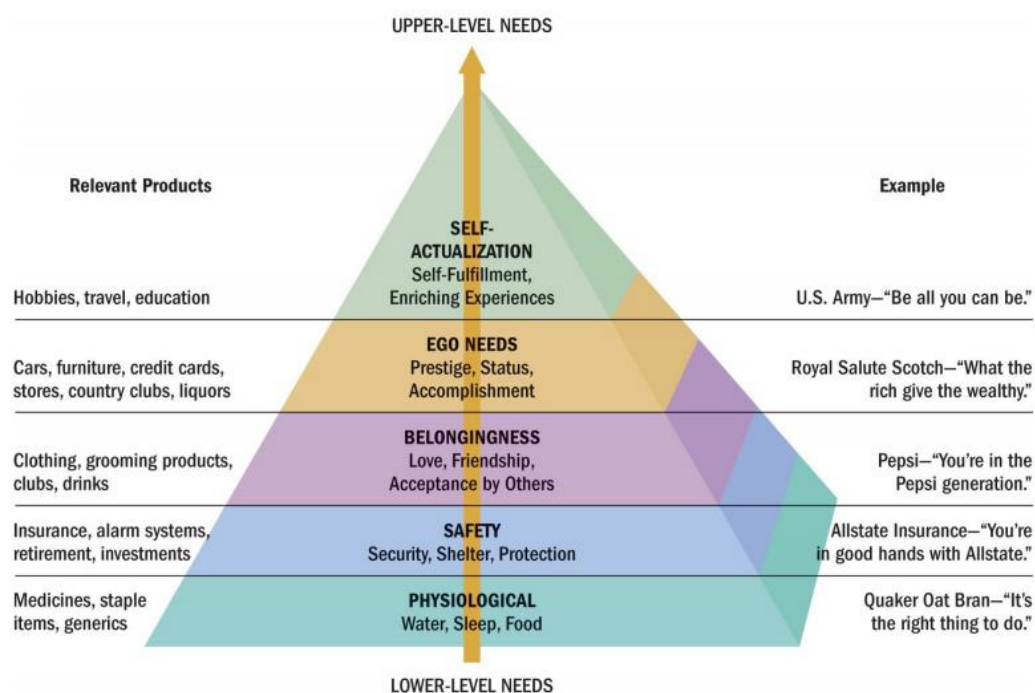 UPPER-LEVEL NEEDS
Relevant Products
Example
SELF-
ACTUALIZATION
Self-Fulfillment,
Enriching Experiences
Hobbies, travel, education
U.S. Army—“Be all you can be.”
EGO NEEDS
Prestige, Status,
Accomplishment
Cars, furniture, credit cards,
stores, country clubs, liquors
Royal Salute Scotch—“What the
rich give the wealthy.”
BELONGINGNESS
Love, Friendship,
Acceptance by Others
Clothing, grooming products,
clubs, drinks
Pepsi—“You’re in the
Pepsi generation.”
SAFETY
Security, Shelter, Protection
Insurance, alarm systems,
retirement, investments
Allstate Insurance—“You’re
in good hands with Allstate.”
PHYSIOLOGICAL
Water, Sleep, Food
Medicines, staple
items, generics
Quaker Oat Bran—“It’s
the right thing to do.”
LOWER-LEVEL NEEDS